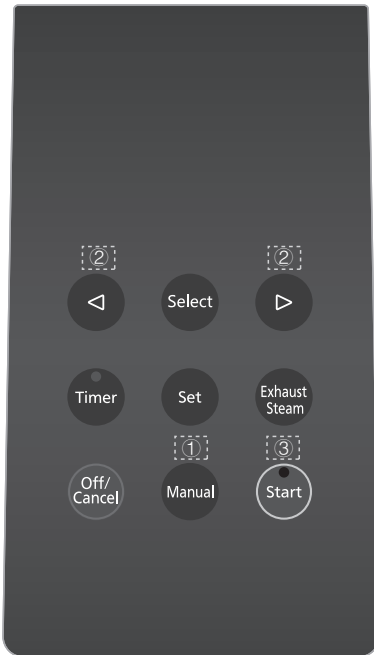 ② ②
Select
Timer Set Exhaust
Steam
① ③
Off/
Cancel Manual Start